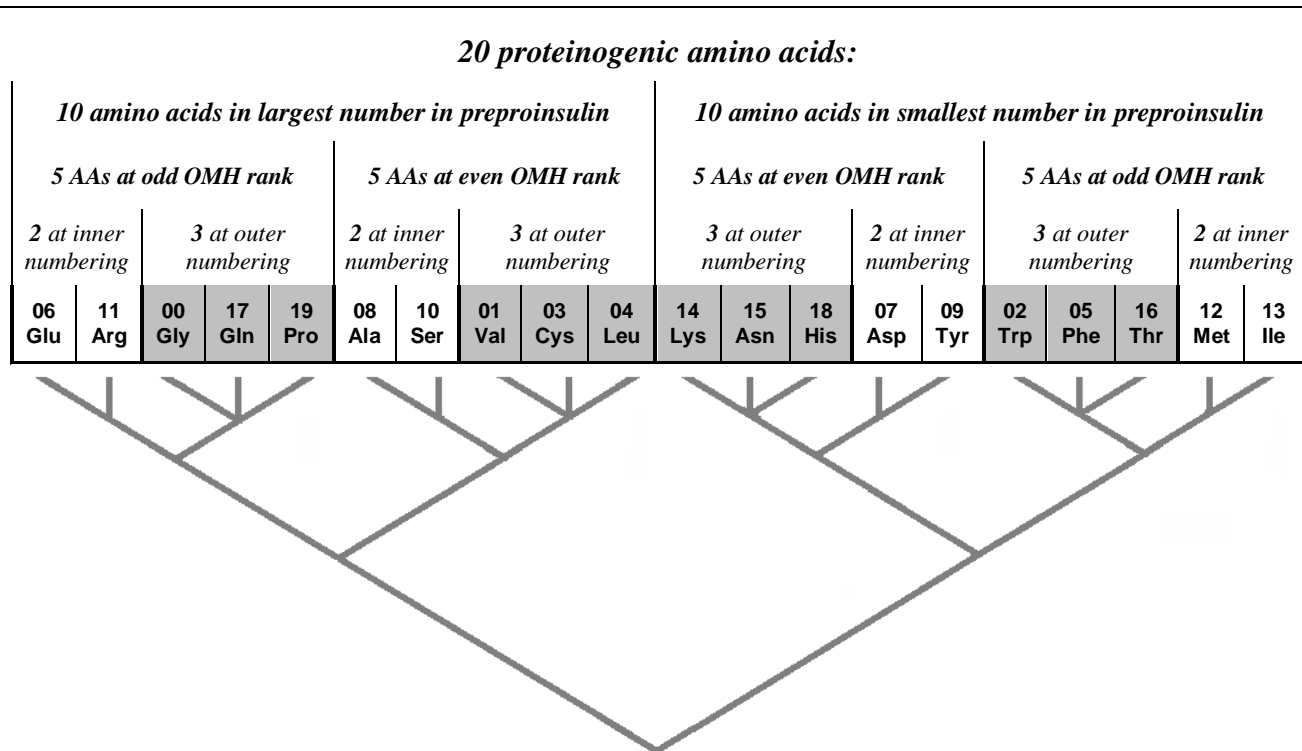 20 proteinogenic amino acids:
10 amino acids in largest number in preproinsulin 10 amino acids in smallest number in preproinsulin
5 AAs at odd OMH rank 5 AAs at even OMH rank 5 AAs at even OMH rank 5 AAs at odd OMH rank
2 at inner 3 at outer 2 at inner 3 at outer 3 at outer 2 at inner 3 at outer 2 at inner
numbering numbering numbering numbering numbering numbering numbering numbering
06 11 00 17 19 08 10 01 03 04 14 15 18 07 09 02 05 16 12 13
Glu Arg Gly Gln Pro Ala Ser Val Cys Leu Lys Asn His Asp Tyr Trp Phe Thr Met Ile